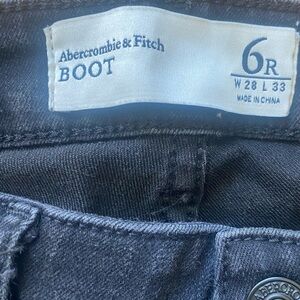 Abercrombie & Fitch
BOOT
6R
W 28 L 33
MADE IN CHINA